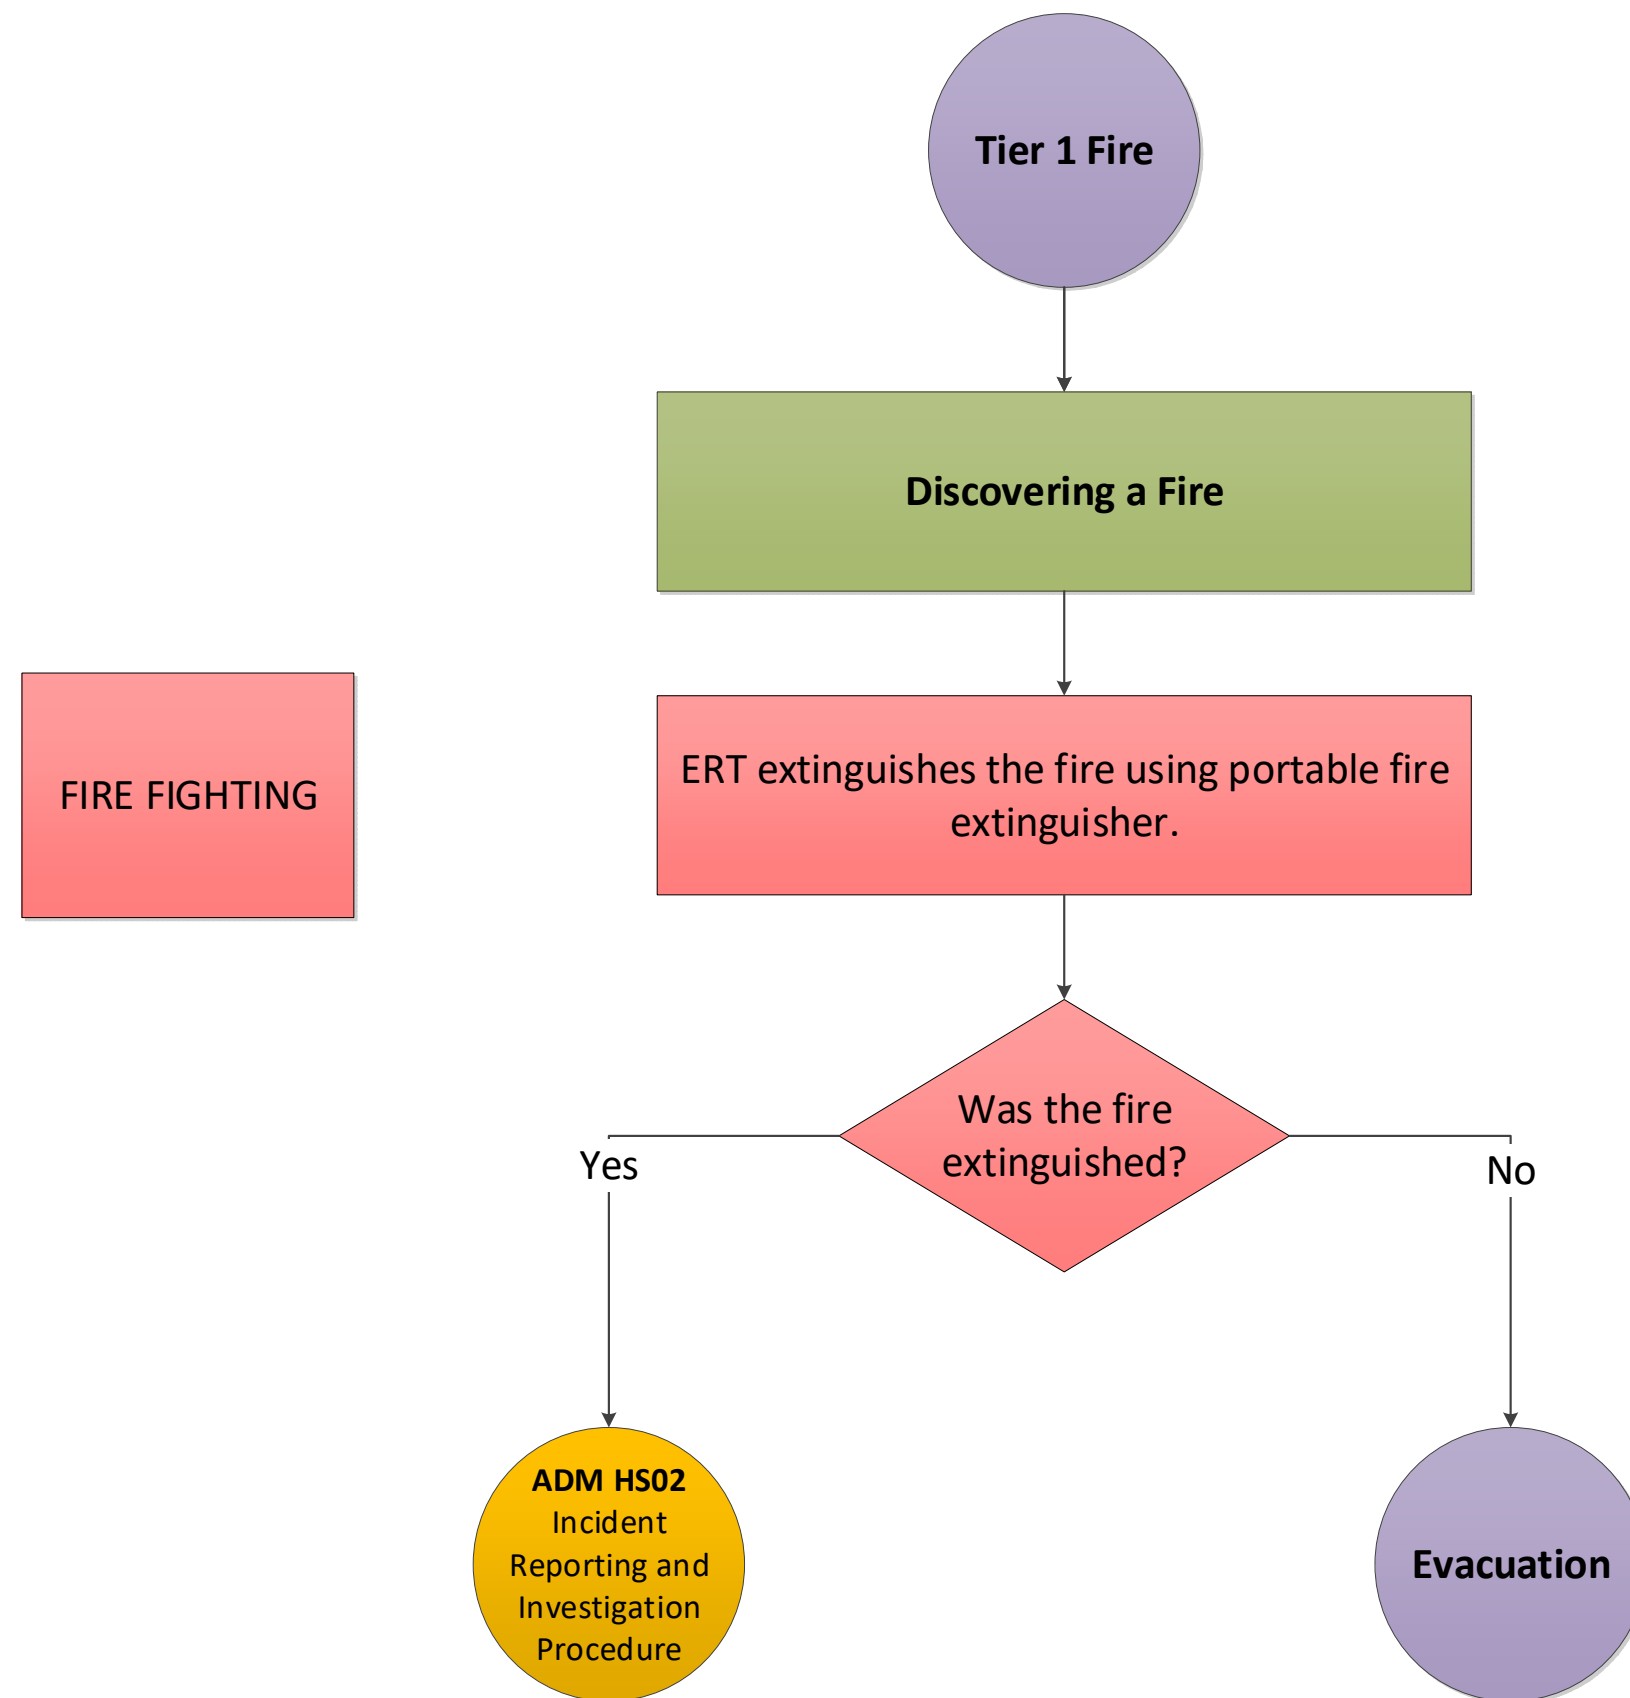 Tier 1 Fire
Discovering a Fire
FIRE FIGHTING
ERT extinguishes the fire using portable fire
extinguisher.
Was the fire
extinguished?
Yes
No
ADM HS02
Incident
Reporting and
Investigation
Procedure
Evacuation